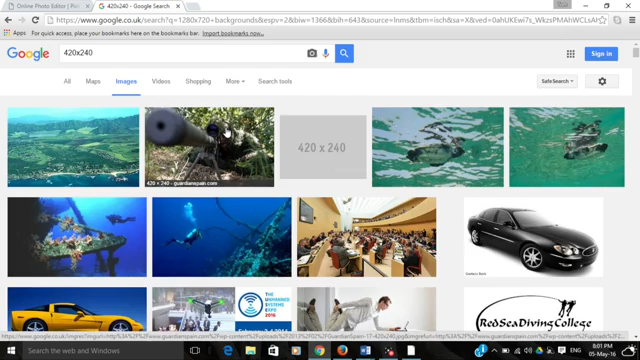 Online Photo Editor | Pixl
420x240 - Google Search
https://www.google.co.uk/search?q=1280x720+backgrounds&espv=2&biw=1366&bih=643&source=lnms&tbm=isch&sa=X&ved=
Apps
For quick access, place your bookmarks here on the bookmarks bar. Import bookmarks now...
Google
420x240
Sign in
All
Maps
Images
Videos
Shopping
More
Search tools
SafeSearch
420 × 240 - guardianspain.com
420 x 240
THE UNMANNED SYSTEMS EXPO 2016
RedSeaDivingCollege
Search the web and Windows
ENG
8:01 PM
05-May-16